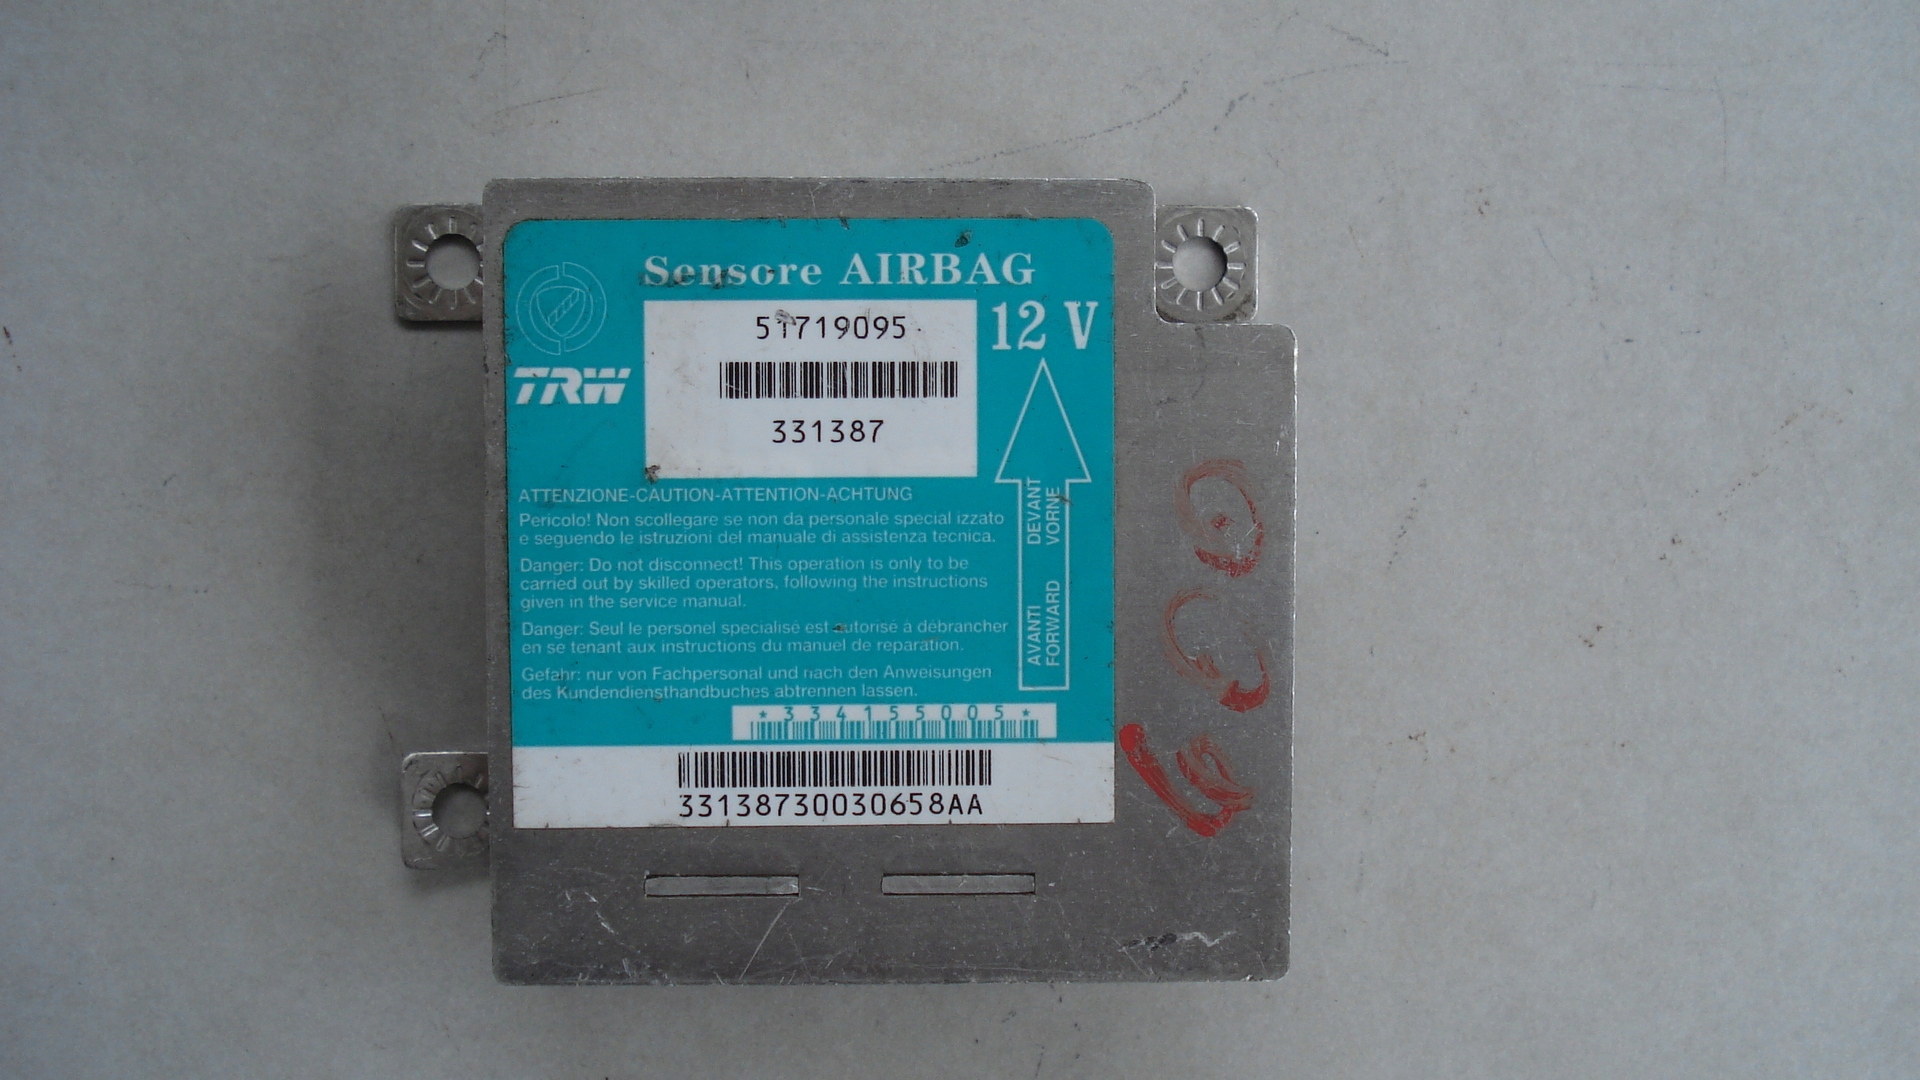 Sensore AIRBAG
51719095
12 V
TRW
331387
ATTENZIONE-CAUTION-ATTENTION-ACHTUNG
Pericolo! Non scollegare se non da personale special izzato
e seguendo le istruzioni del manuale di assistenza tecnica.
Danger: Do not disconnect! This operation is only to be
carried out by skilled operators, following the instructions
given in the service manual.
Danger: Seul le personel specialisé est autorisé à débrancher
en se tenant aux instructions du manuel de reparation.
Gefahr: nur von Fachpersonal und nach den Anweisungen
des Kundendiensthandbuches abtrennen lassen.
AVANTI DEVANT
FORWARD VORNE
*334155005*
33138730030658AA
600